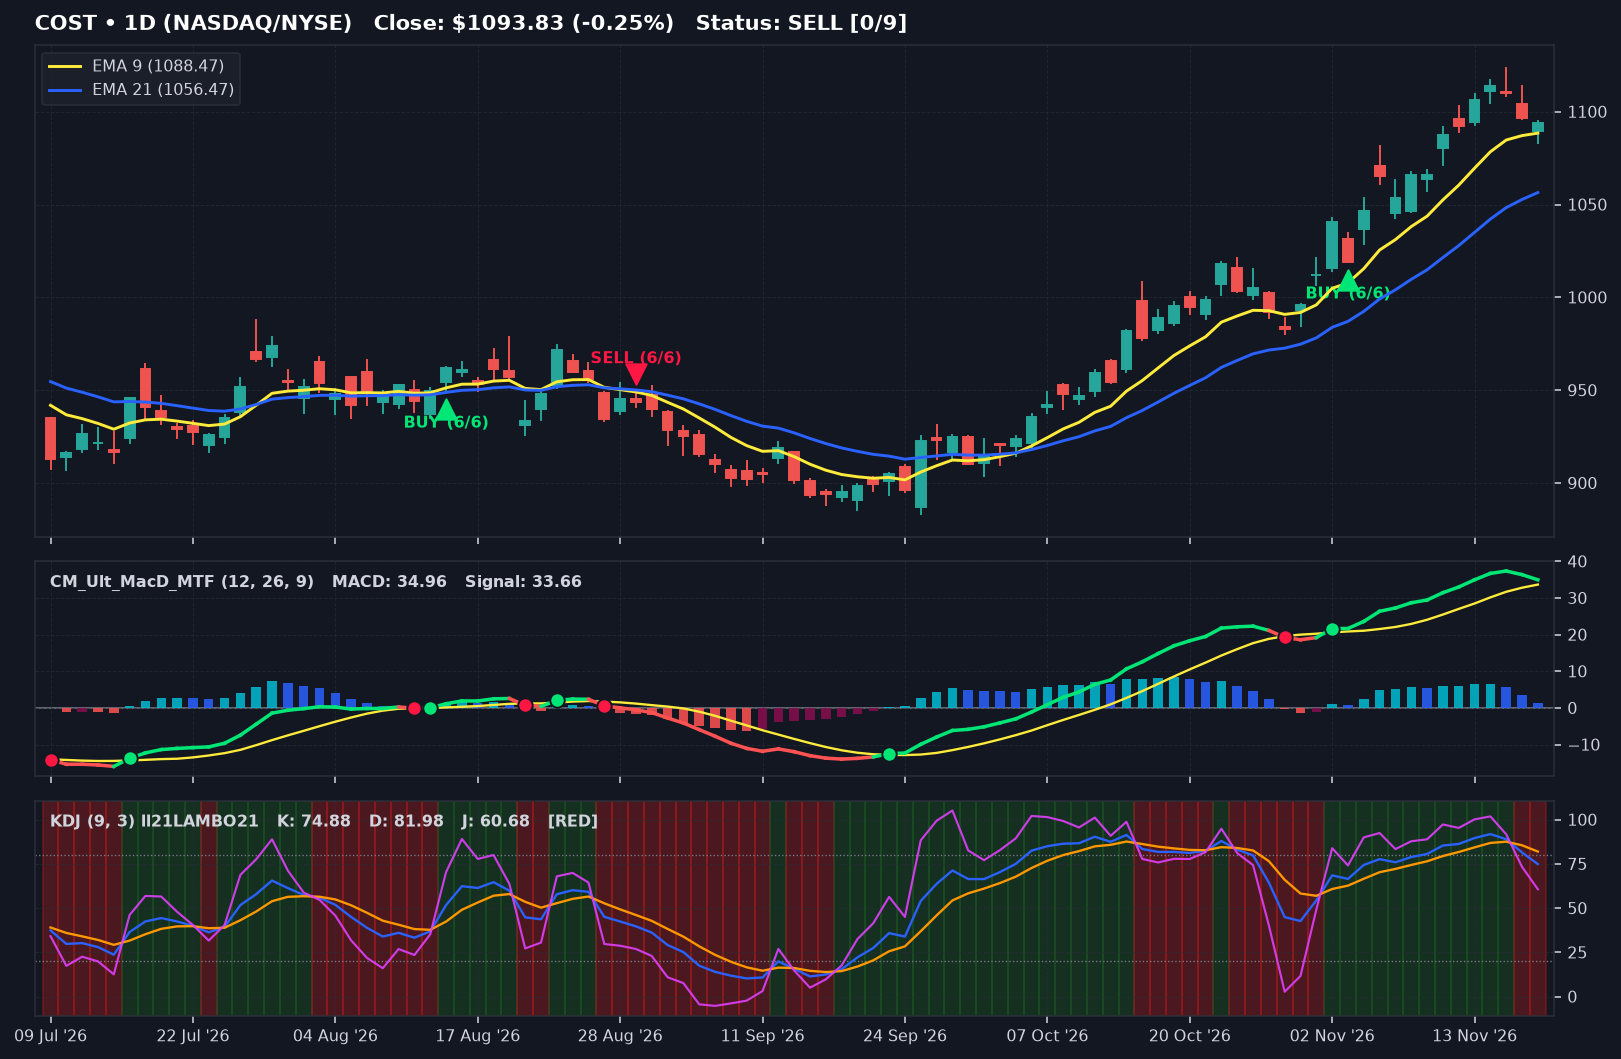 COST • 1D (NASDAQ/NYSE)   Close: $1093.83 (-0.25%)   Status: SELL [0/9]
EMA 9 (1088.47)
EMA 21 (1056.47)
1100
1050
1000
950
900
SELL (6/6)
BUY (6/6)
BUY (6/6)
CM_Ult_MacD_MTF (12, 26, 9)   MACD: 34.96   Signal: 33.66
40
30
20
10
0
−10
KDJ (9, 3) II21LAMBO21   K: 74.88   D: 81.98   J: 60.68   [RED]
100
75
50
25
0
09 Jul '26
22 Jul '26
04 Aug '26
17 Aug '26
28 Aug '26
11 Sep '26
24 Sep '26
07 Oct '26
20 Oct '26
02 Nov '26
13 Nov '26